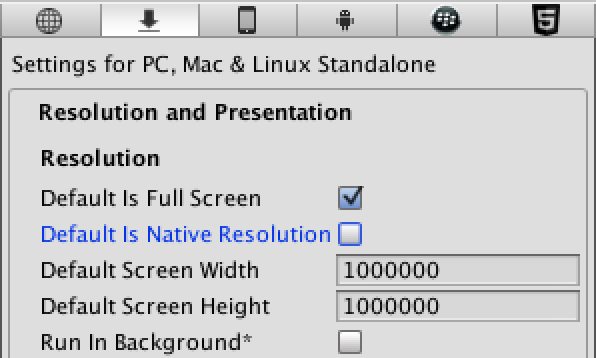 5
Settings for PC, Mac & Linux Standalone
Resolution and Presentation
Resolution
Default Is Full Screen
Default Is Native Resolution
Default Screen Width 1000000
Default Screen Height 1000000
Run In Background*